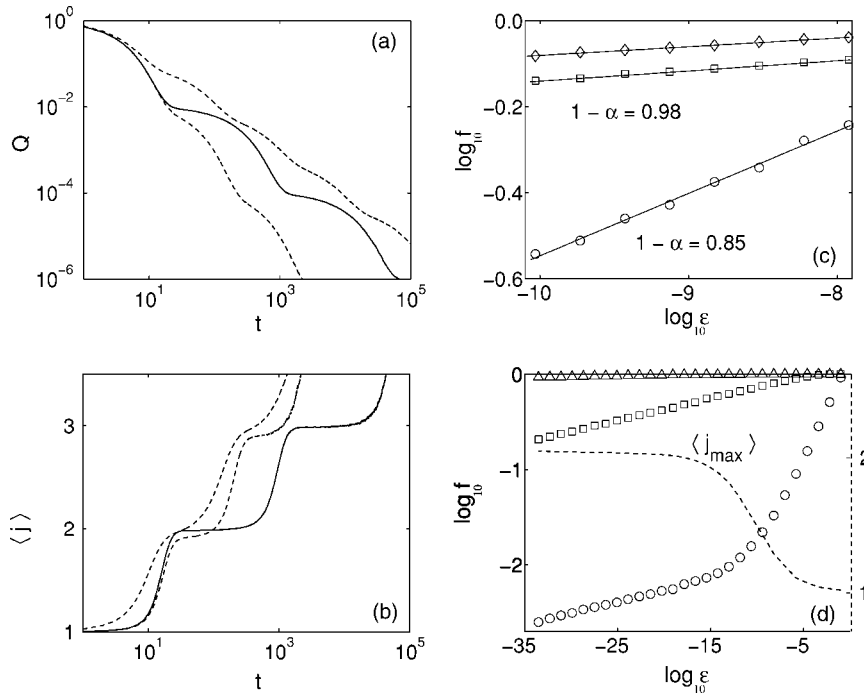 10^0
10^-2
10^-4
10^-6
Q
(a)
10^1
10^3
10^5
t
0.0
-0.2
-0.4
-0.6
log10 f
1 - α = 0.98
1 - α = 0.85
(c)
-10
-9
-8
log10 ε
3
2
1
⟨ j ⟩
(b)
10^1
10^3
10^5
t
0
-1
-2
log10 f
⟨ jmax ⟩
2
1
(d)
-35
-25
-15
-5
log10 ε